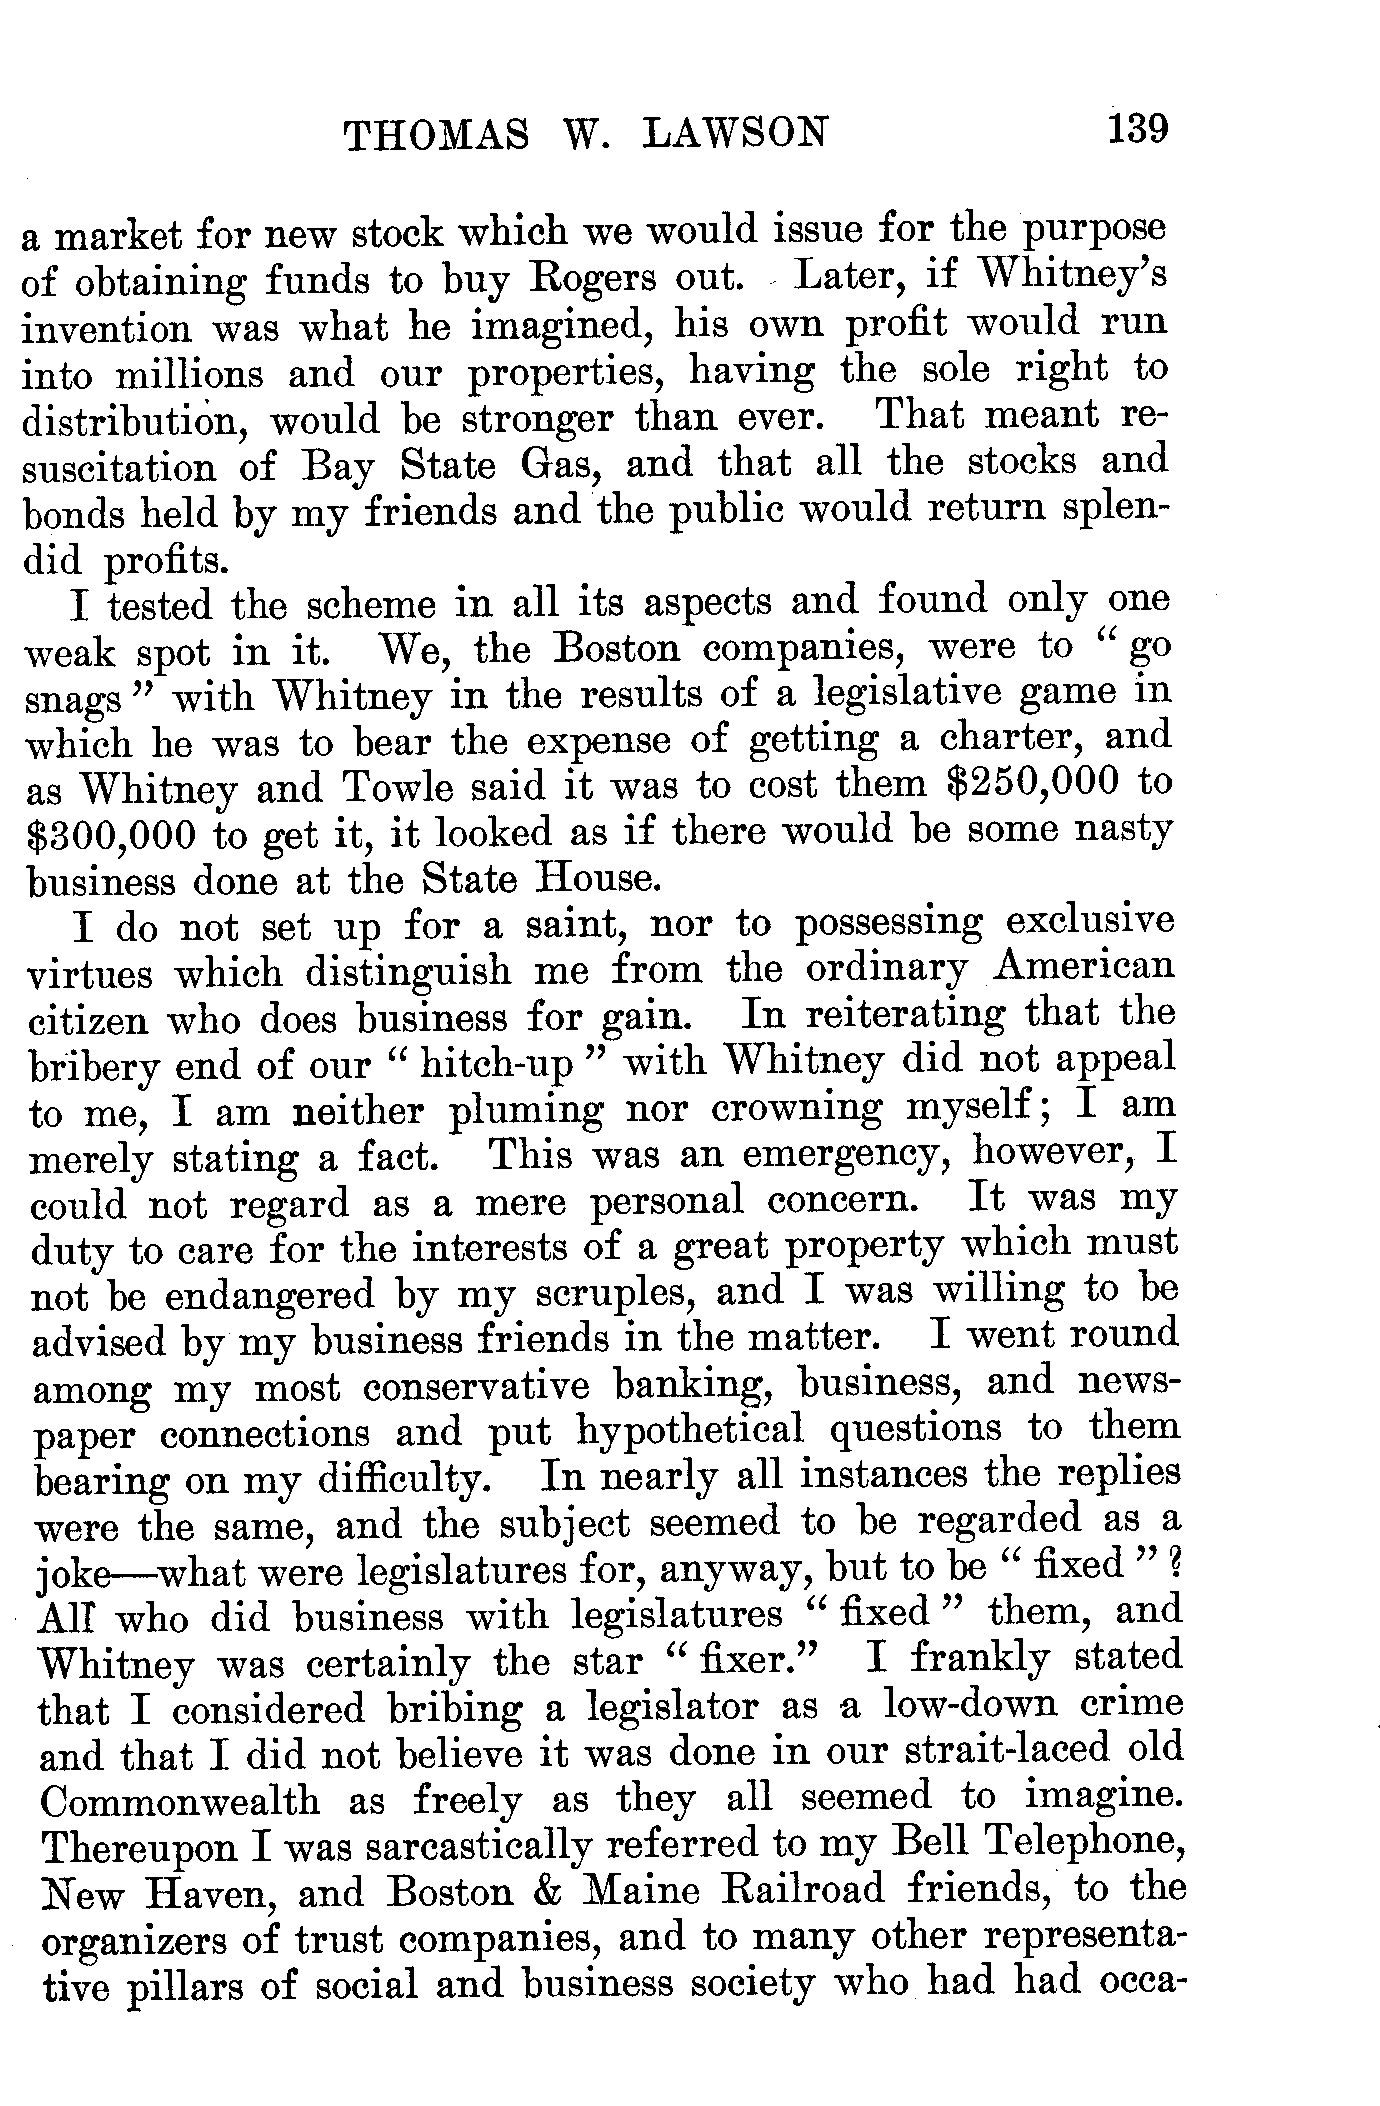 THOMAS W. LAWSON 139
a market for new stock which we would issue for the purpose
of obtaining funds to buy Rogers out. Later, if Whitney's
invention was what he imagined, his own profit would run
into millions and our properties, having the sole right to
distribution, would be stronger than ever. That meant re-
suscitation of Bay State Gas, and that all the stocks and
bonds held by my friends and the public would return splen-
did profits.
I tested the scheme in all its aspects and found only one
weak spot in it. We, the Boston companies, were to "go
snags" with Whitney in the results of a legislative game in
which he was to bear the expense of getting a charter, and
as Whitney and Towle said it was to cost them $250,000 to
$300,000 to get it, it looked as if there would be some nasty
business done at the State House.
I do not set up for a saint, nor to possessing exclusive
virtues which distinguish me from the ordinary American
citizen who does business for gain. In reiterating that the
bribery end of our "hitch-up" with Whitney did not appeal
to me, I am neither pluming nor crowning myself; I am
merely stating a fact. This was an emergency, however, I
could not regard as a mere personal concern. It was my
duty to care for the interests of a great property which must
not be endangered by my scruples, and I was willing to be
advised by my business friends in the matter. I went round
among my most conservative banking, business, and news-
paper connections and put hypothetical questions to them
bearing on my difficulty. In nearly all instances the replies
were the same, and the subject seemed to be regarded as a
joke—what were legislatures for, anyway, but to be "fixed"?
All who did business with legislatures "fixed" them, and
Whitney was certainly the star "fixer." I frankly stated
that I considered bribing a legislator as a low-down crime
and that I did not believe it was done in our strait-laced old
Commonwealth as freely as they all seemed to imagine.
Thereupon I was sarcastically referred to my Bell Telephone,
New Haven, and Boston & Maine Railroad friends, to the
organizers of trust companies, and to many other representa-
tive pillars of social and business society who had had occa-